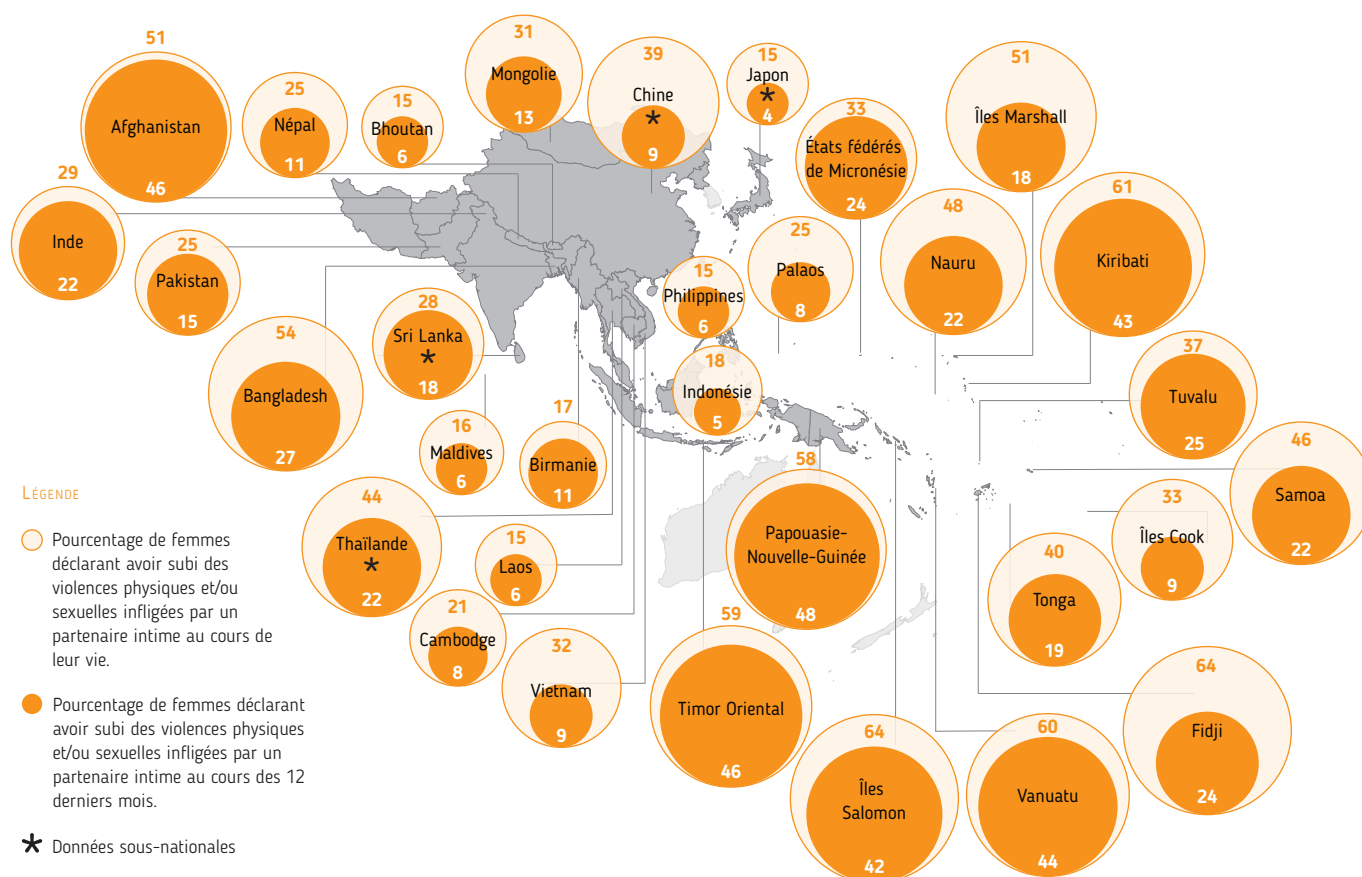 51
Afghanistan
46
25
Népal
11
15
Bhoutan
6
31
Mongolie
13
39
Chine
*
9
15
Japon
*
4
33
États fédérés
de Micronésie
24
51
Îles Marshall
18
29
Inde
22
25
Pakistan
15
28
Sri Lanka
*
18
15
Philippines
6
25
Palaos
8
48
Nauru
22
61
Kiribati
43
54
Bangladesh
27
16
Maldives
6
17
Birmanie
11
18
Indonésie
5
37
Tuvalu
25
46
Samoa
22
44
Thaïlande
*
22
15
Laos
6
58
Papouasie-
Nouvelle-Guinée
48
40
Tonga
19
33
Îles Cook
9
21
Cambodge
8
32
Vietnam
9
59
Timor Oriental
46
64
Îles
Salomon
42
60
Vanuatu
44
64
Fidji
24
LÉGENDE
Pourcentage de femmes
déclarant avoir subi des
violences physiques et/ou
sexuelles infligées par un
partenaire intime au cours de
leur vie.
Pourcentage de femmes déclarant
avoir subi des violences physiques
et/ou sexuelles infligées par un
partenaire intime au cours des 12
derniers mois.
* Données sous-nationales